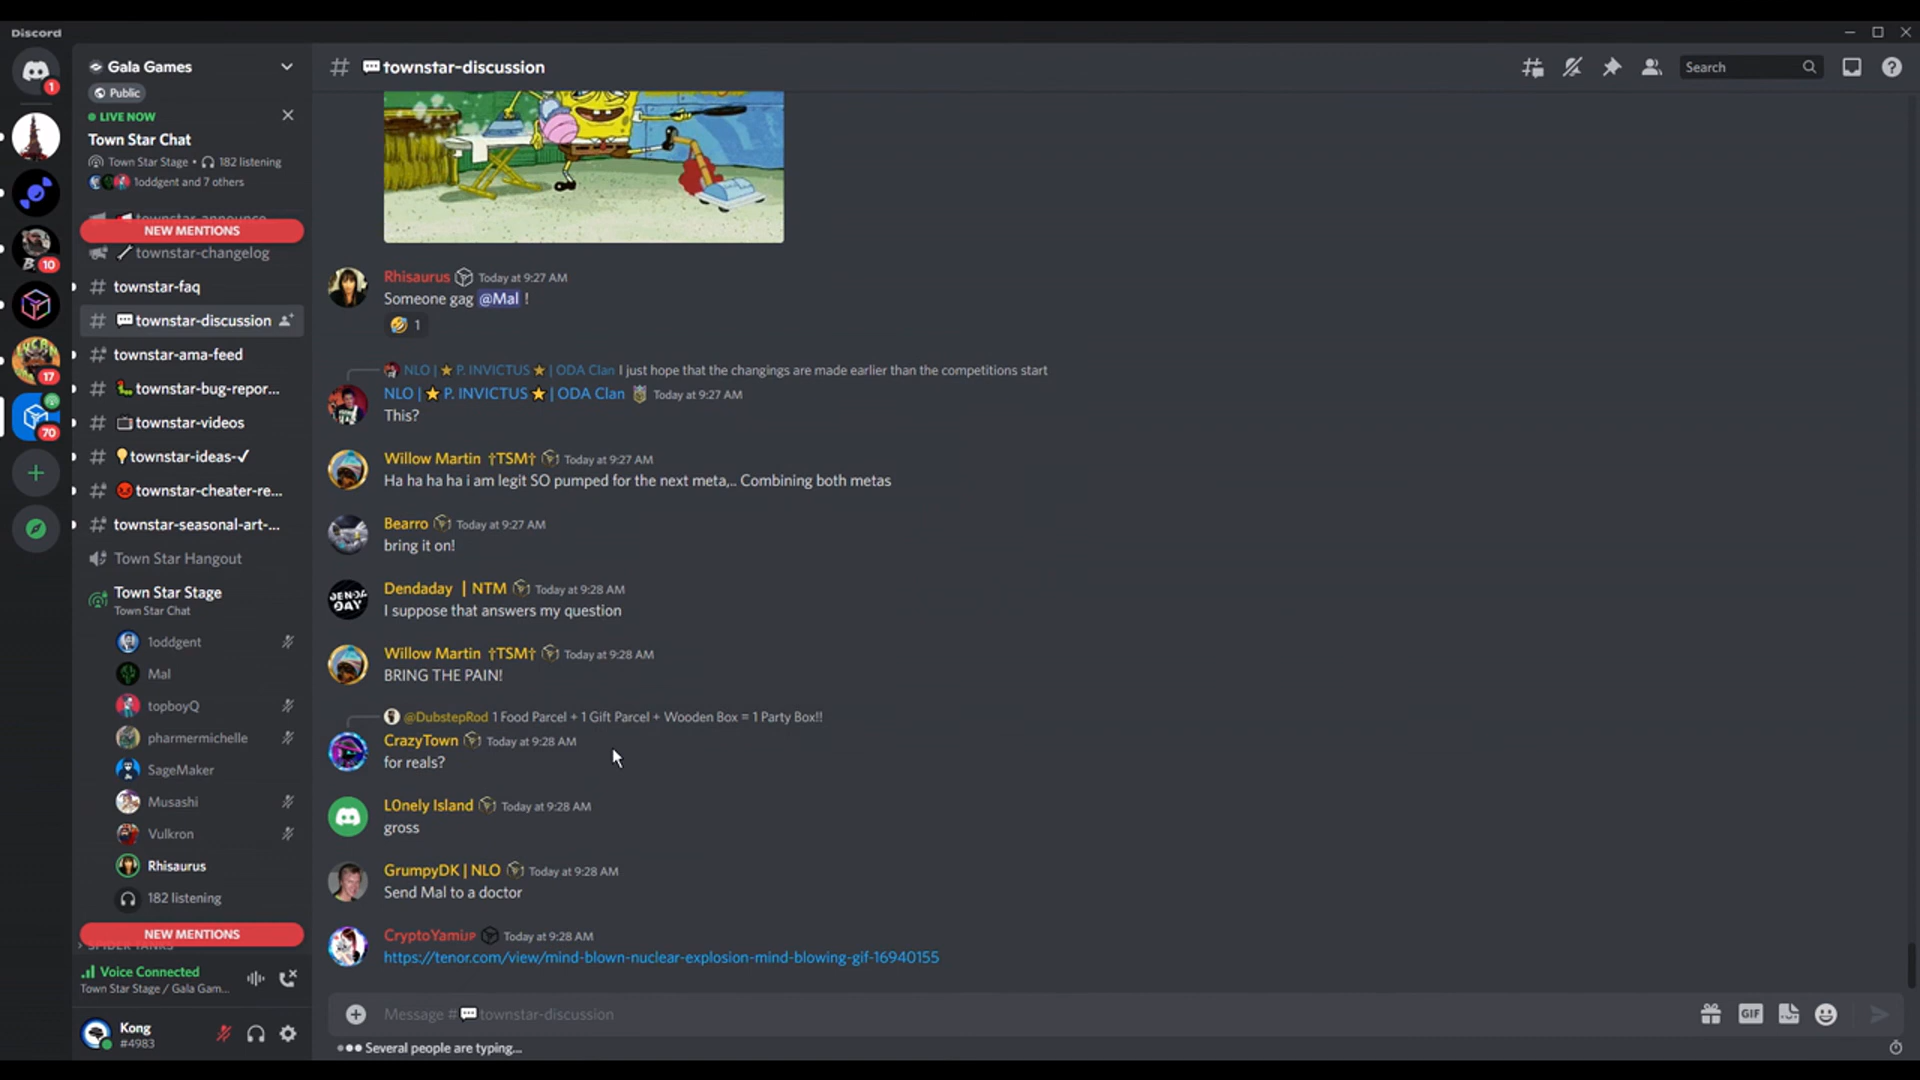 Discord
Gala Games
Public
LIVE NOW
Town Star Chat
Town Star Stage • 182 listening
1oddgent and 7 others
townstar-announce
NEW MENTIONS
townstar-changelog
townstar-faq
townstar-discussion
townstar-ama-feed
townstar-bug-repor...
townstar-videos
townstar-ideas-✓
townstar-cheater-re...
townstar-seasonal-art-...
Town Star Hangout
Town Star Stage
Town Star Chat
1oddgent
Mal
topboyQ
pharmermichelle
SageMaker
Musashi
Vulkron
Rhisaurus
182 listening
NEW MENTIONS
SPIDER TANKS
Voice Connected
Town Star Stage / Gala Gam...
Kong
#4983
1
10
17
70
# townstar-discussion
Search
Rhisaurus Today at 9:27 AM
Someone gag @Mal !
1
NLO | ★ P. INVICTUS ★ | ODA Clan I just hope that the changings are made earlier than the competitions start
NLO | ★ P. INVICTUS ★ | ODA Clan Today at 9:27 AM
This?
Willow Martin †TSM† Today at 9:27 AM
Ha ha ha ha i am legit SO pumped for the next meta,.. Combining both metas
Bearro Today at 9:27 AM
bring it on!
Dendaday | NTM Today at 9:28 AM
I suppose that answers my question
Willow Martin †TSM† Today at 9:28 AM
BRING THE PAIN!
@DubstepRod 1 Food Parcel + 1 Gift Parcel + Wooden Box = 1 Party Box!!
CrazyTown Today at 9:28 AM
for reals?
L0nely Island Today at 9:28 AM
gross
GrumpyDK | NLO Today at 9:28 AM
Send Mal to a doctor
CryptoYamiJP Today at 9:28 AM
https://tenor.com/view/mind-blown-nuclear-explosion-mind-blowing-gif-16940155
Message # townstar-discussion
GIF
Several people are typing...